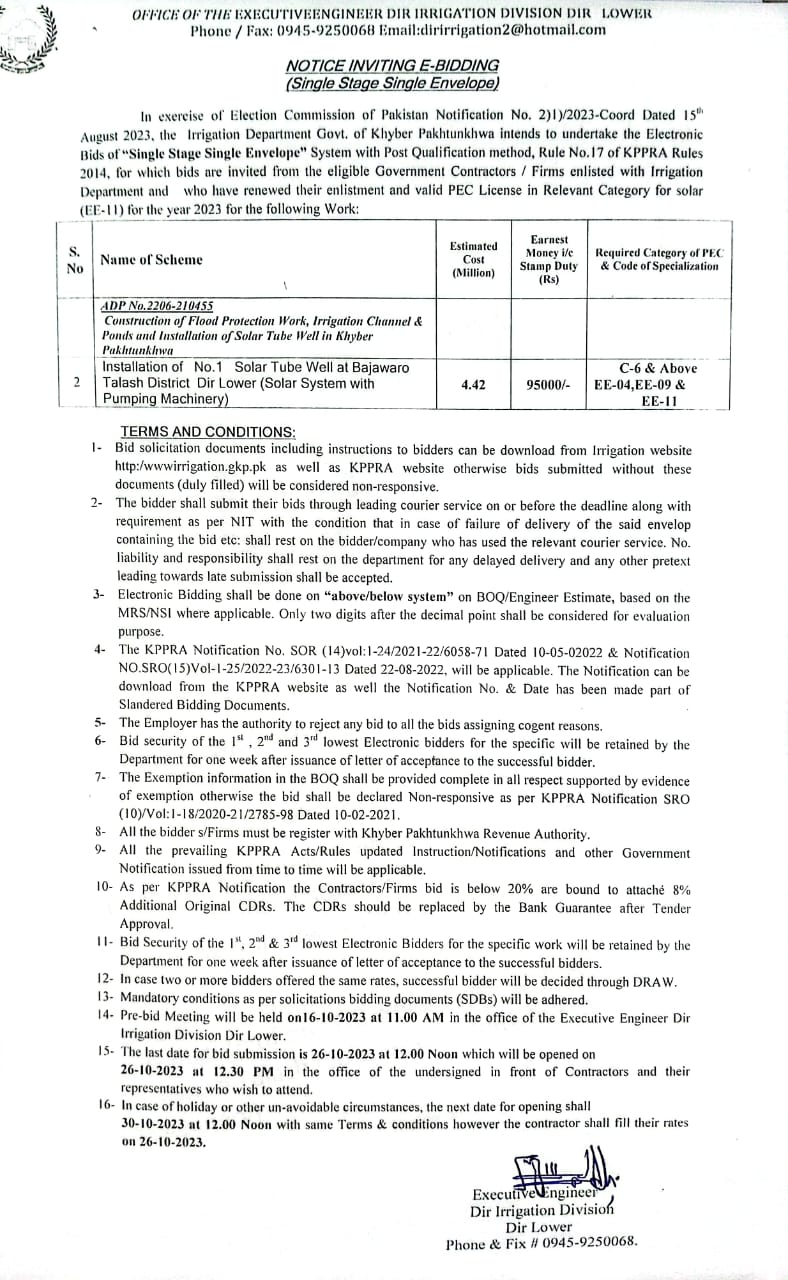 OFFICE OF THE EXECUTIVEENGINEER DIR IRRIGATION DIVISION DIR LOWER
Phone / Fax: 0945-9250068 Email:dirirrigation2@hotmail.com
NOTICE INVITING E-BIDDING
(Single Stage Single Envelope)
In exercise of Election Commission of Pakistan Notification No. 2)1)/2023-Coord Dated 15th
August 2023, the Irrigation Department Govt. of Khyber Pakhtunkhwa intends to undertake the Electronic
Bids of "Single Stage Single Envelope" System with Post Qualification method, Rule No.17 of KPPRA Rules
2014, for which bids are invited from the eligible Government Contractors / Firms enlisted with Irrigation
Department and who have renewed their enlistment and valid PEC License in Relevant Category for solar
(EE-11) for the year 2023 for the following Work:
S. No
Name of Scheme
Estimated Cost (Million)
Earnest Money i/c Stamp Duty (Rs)
Required Category of PEC & Code of Specialization
ADP No.2206-210455
Construction of Flood Protection Work, Irrigation Channel &
Ponds and Installation of Solar Tube Well in Khyber
Pakhtunkhwa
2
Installation of No.1 Solar Tube Well at Bajawaro
Talash District Dir Lower (Solar System with
Pumping Machinery)
4.42
95000/-
C-6 & Above
EE-04,EE-09 &
EE-11
TERMS AND CONDITIONS:
1- Bid solicitation documents including instructions to bidders can be download from Irrigation website
http:/wwwirrigation.gkp.pk as well as KPPRA website otherwise bids submitted without these
documents (duly filled) will be considered non-responsive.
2- The bidder shall submit their bids through leading courier service on or before the deadline along with
requirement as per NIT with the condition that in case of failure of delivery of the said envelop
containing the bid etc: shall rest on the bidder/company who has used the relevant courier service. No.
liability and responsibility shall rest on the department for any delayed delivery and any other pretext
leading towards late submission shall be accepted.
3- Electronic Bidding shall be done on "above/below system" on BOQ/Engineer Estimate, based on the
MRS/NSI where applicable. Only two digits after the decimal point shall be considered for evaluation
purpose.
4- The KPPRA Notification No. SOR (14)vol:1-24/2021-22/6058-71 Dated 10-05-02022 & Notification
NO.SRO(15)Vol-1-25/2022-23/6301-13 Dated 22-08-2022, will be applicable. The Notification can be
download from the KPPRA website as well the Notification No. & Date has been made part of
Slandered Bidding Documents.
5- The Employer has the authority to reject any bid to all the bids assigning cogent reasons.
6- Bid security of the 1st , 2nd and 3rd lowest Electronic bidders for the specific will be retained by the
Department for one week after issuance of letter of acceptance to the successful bidder.
7- The Exemption information in the BOQ shall be provided complete in all respect supported by evidence
of exemption otherwise the bid shall be declared Non-responsive as per KPPRA Notification SRO
(10)/Vol:1-18/2020-21/2785-98 Dated 10-02-2021.
8- All the bidder s/Firms must be register with Khyber Pakhtunkhwa Revenue Authority.
9- All the prevailing KPPRA Acts/Rules updated Instruction/Notifications and other Government
Notification issued from time to time will be applicable.
10- As per KPPRA Notification the Contractors/Firms bid is below 20% are bound to attaché 8%
Additional Original CDRs. The CDRs should be replaced by the Bank Guarantee after Tender
Approval.
11- Bid Security of the 1st, 2nd & 3rd lowest Electronic Bidders for the specific work will be retained by the
Department for one week after issuance of letter of acceptance to the successful bidders.
12- In case two or more bidders offered the same rates, successful bidder will be decided through DRAW.
13- Mandatory conditions as per solicitations bidding documents (SDBs) will be adhered.
14- Pre-bid Meeting will be held on16-10-2023 at 11.00 AM in the office of the Executive Engineer Dir
Irrigation Division Dir Lower.
15- The last date for bid submission is 26-10-2023 at 12.00 Noon which will be opened on
26-10-2023 at 12.30 PM in the office of the undersigned in front of Contractors and their
representatives who wish to attend.
16- In case of holiday or other un-avoidable circumstances, the next date for opening shall
30-10-2023 at 12.00 Noon with same Terms & conditions however the contractor shall fill their rates
on 26-10-2023.
Executive Engineer
Dir Irrigation Division
Dir Lower
Phone & Fix # 0945-9250068.